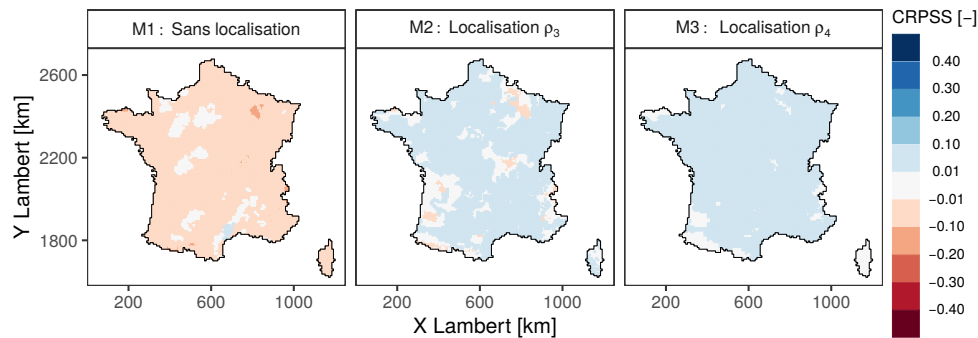 M1 : Sans localisation
M2 : Localisation ρ3
M3 : Localisation ρ4
CRPSS [−]
0.40
0.30
0.20
0.10
0.01
−0.01
−0.10
−0.20
−0.30
−0.40
Y Lambert [km]
2600
2200
1800
200 600 1000
200 600 1000
200 600 1000
X Lambert [km]